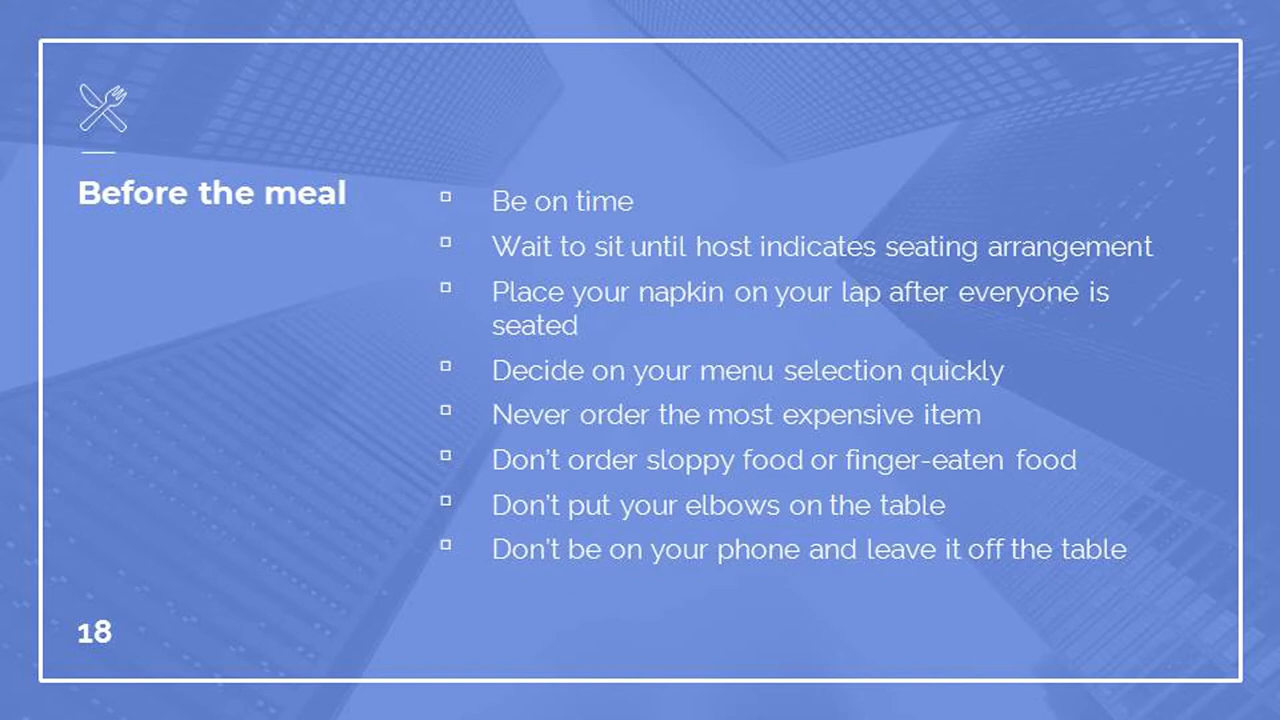 Before the meal
Be on time
Wait to sit until host indicates seating arrangement
Place your napkin on your lap after everyone is
seated
Decide on your menu selection quickly
Never order the most expensive item
Don't order sloppy food or finger-eaten food
Don't put your elbows on the table
Don't be on your phone and leave it off the table
18